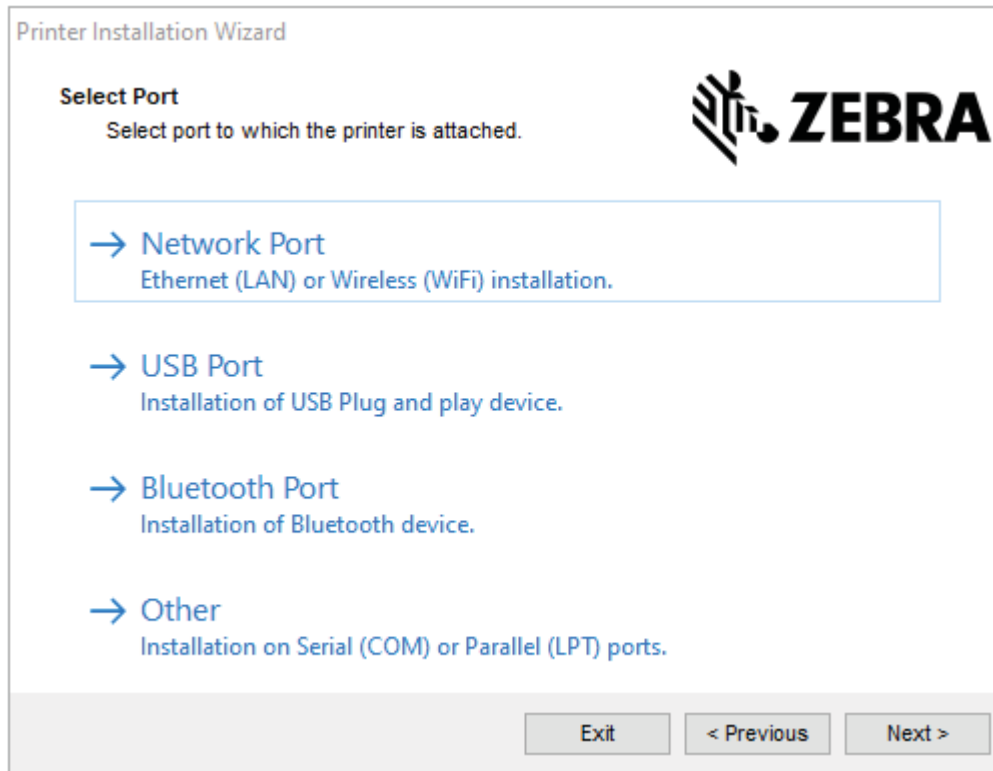 Printer Installation Wizard
Select Port
Select port to which the printer is attached.
ZEBRA
Network Port
Ethernet (LAN) or Wireless (WiFi) installation.
USB Port
Installation of USB Plug and play device.
Bluetooth Port
Installation of Bluetooth device.
Other
Installation on Serial (COM) or Parallel (LPT) ports.
Exit
< Previous
Next >